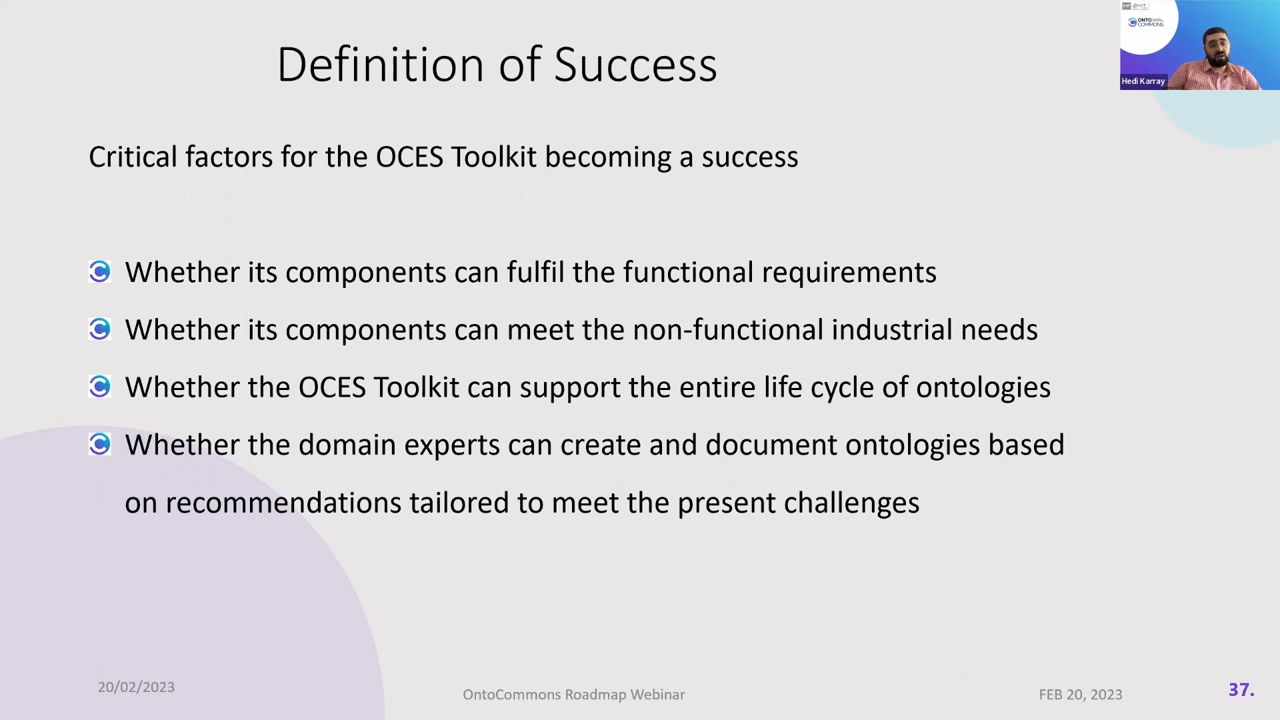 Definition of Success
ONTO
COMMONS
Hedi Karray
Critical factors for the OCES Toolkit becoming a success
Whether its components can fulfil the functional requirements
Whether its components can meet the non-functional industrial needs
Whether the OCES Toolkit can support the entire life cycle of ontologies
Whether the domain experts can create and document ontologies based
on recommendations tailored to meet the present challenges
20/02/2023
OntoCommons Roadmap Webinar
FEB 20, 2023
37.